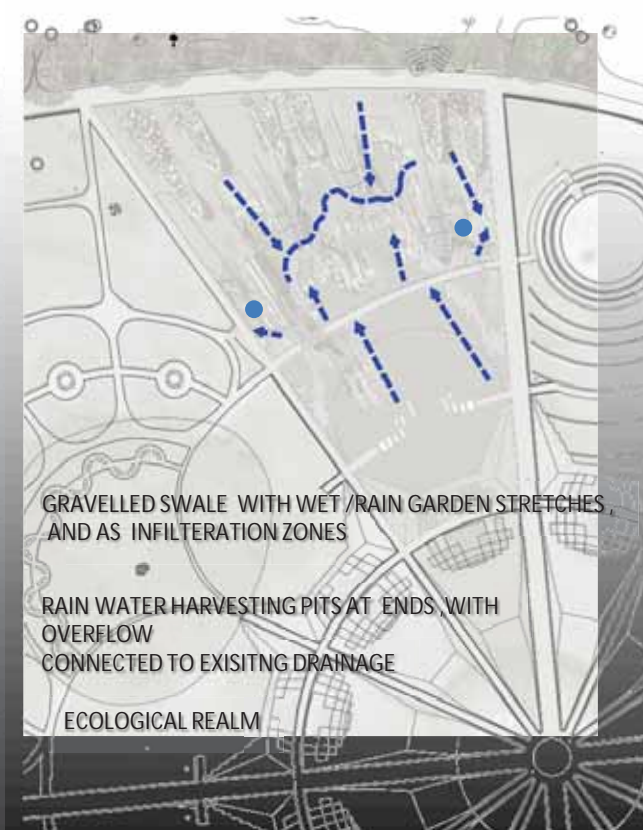 GRAVELLED SWALE WITH WET /RAIN GARDEN STRETCHES ,
AND AS INFILTERATION ZONES
RAIN WATER HARVESTING PITS AT ENDS ,WITH
OVERFLOW
CONNECTED TO EXISITNG DRAINAGE
ECOLOGICAL REALM